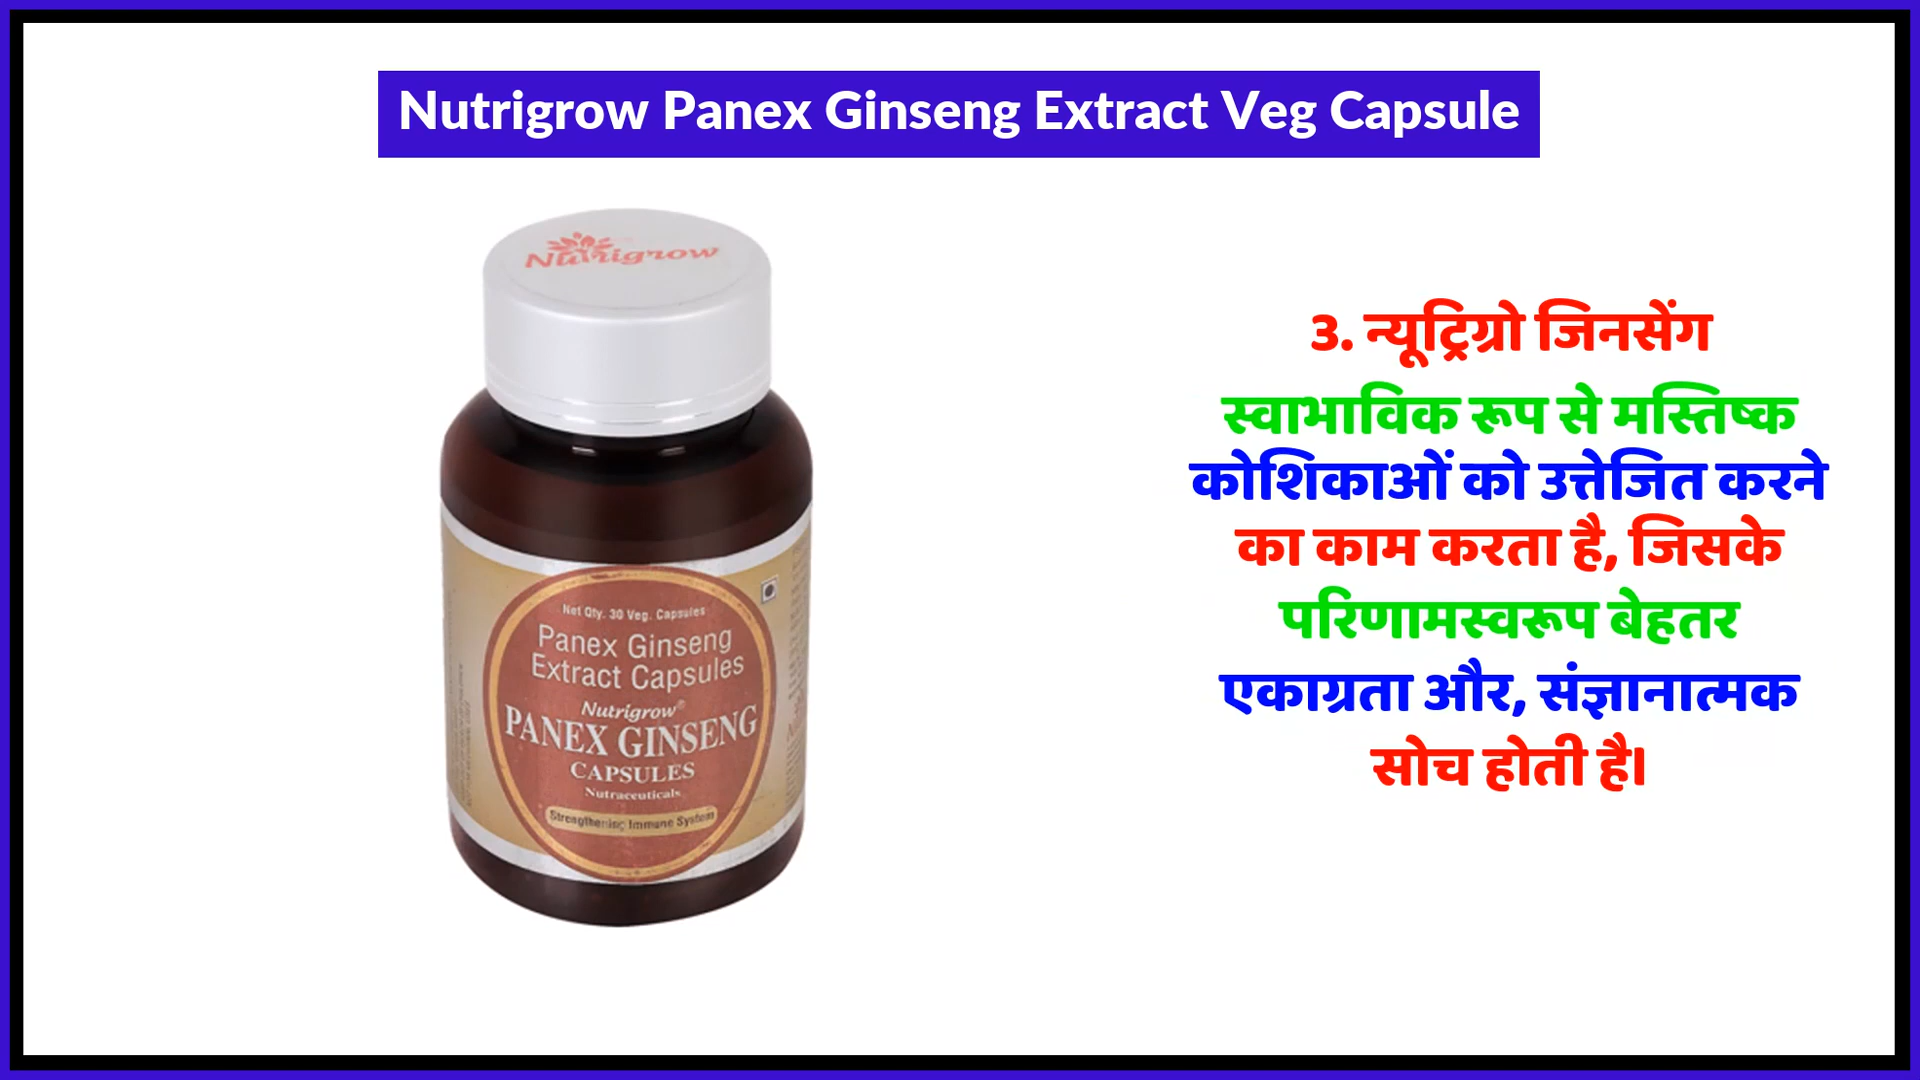 Nutrigrow Panex Ginseng Extract Veg Capsule
Nutrigrow
Net Qty. 30 Veg. Capsules
Panex Ginseng
Extract Capsules
Nutrigrow®
PANEX GINSENG
CAPSULES
Nutraceuticals
Strengthening Immune System
3. न्यूट्रिग्रो जिनसेंग
स्वाभाविक रूप से मस्तिष्क
कोशिकाओं को उत्तेजित करने
का काम करता है, जिसके
परिणामस्वरूप बेहतर
एकाग्रता और, संज्ञानात्मक
सोच होती है।